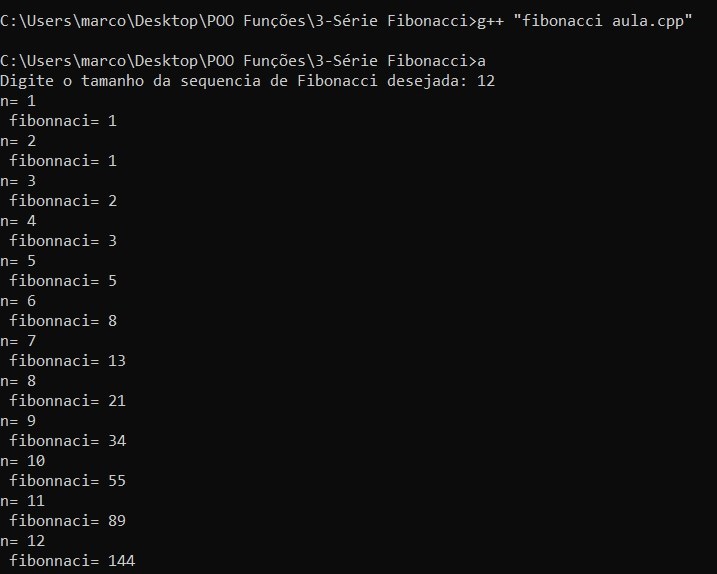 C:\Users\marco\Desktop\POO Funções\3-Série Fibonacci>g++ "fibonacci aula.cpp"
C:\Users\marco\Desktop\POO Funções\3-Série Fibonacci>a
Digite o tamanho da sequencia de Fibonacci desejada: 12
n= 1
 fibonnaci= 1
n= 2
 fibonnaci= 1
n= 3
 fibonnaci= 2
n= 4
 fibonnaci= 3
n= 5
 fibonnaci= 5
n= 6
 fibonnaci= 8
n= 7
 fibonnaci= 13
n= 8
 fibonnaci= 21
n= 9
 fibonnaci= 34
n= 10
 fibonnaci= 55
n= 11
 fibonnaci= 89
n= 12
 fibonnaci= 144